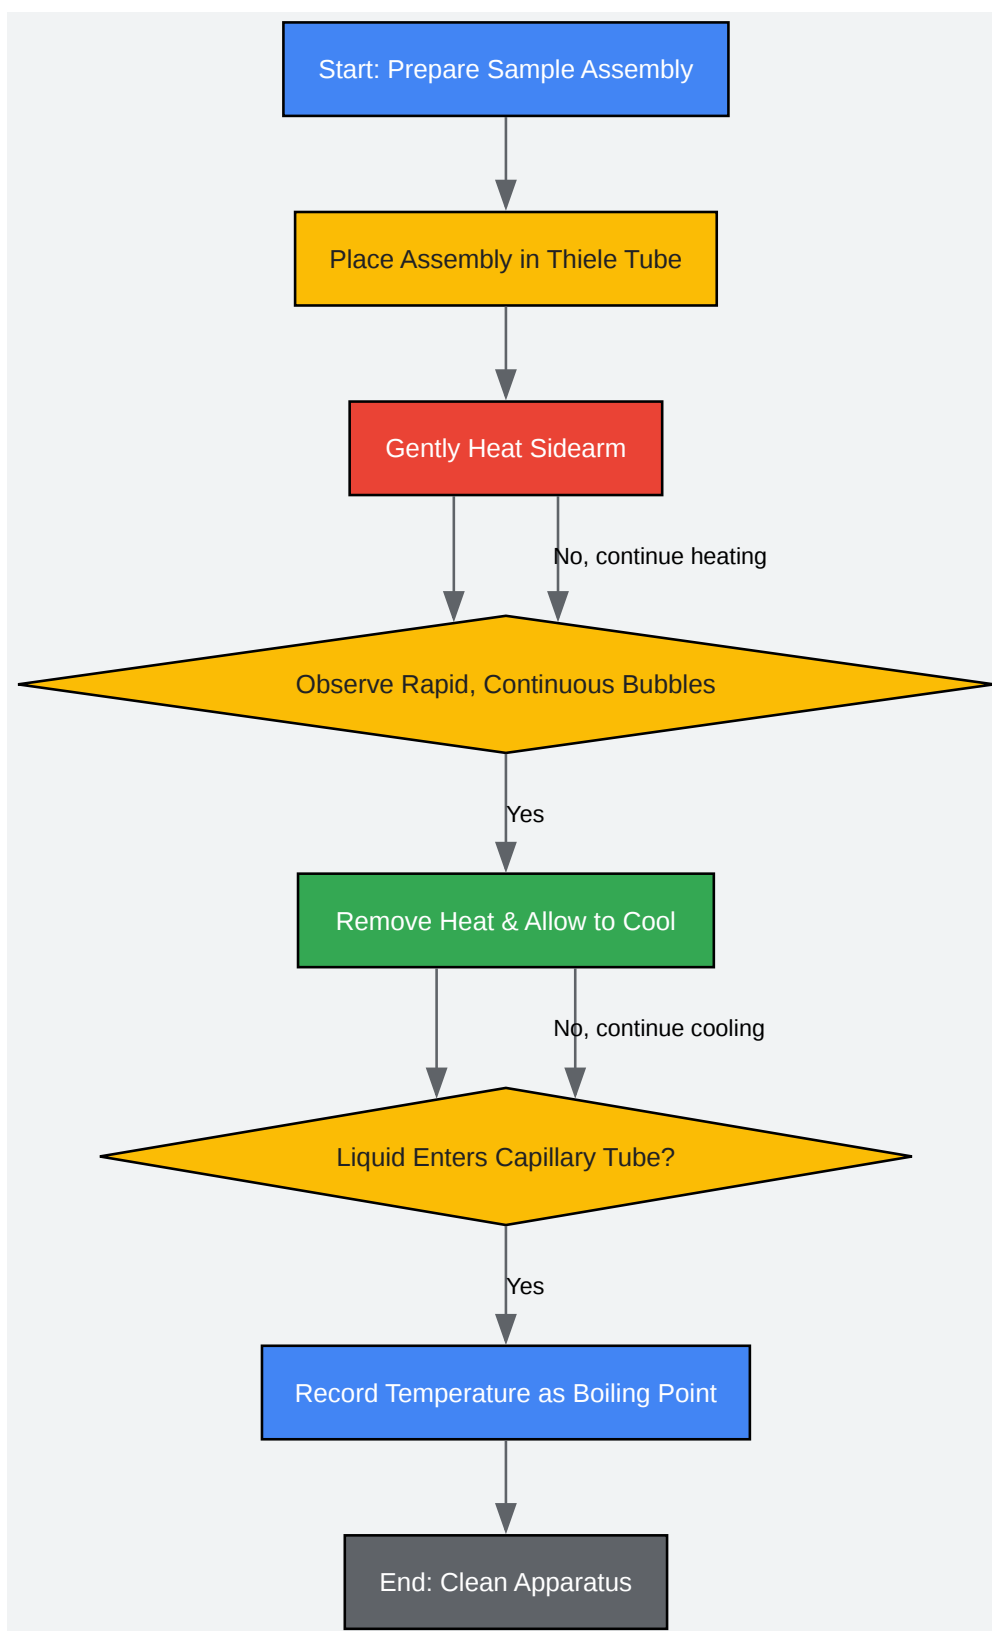 Start: Prepare Sample Assembly
Place Assembly in Thiele Tube
Gently Heat Sidearm
No, continue heating
Observe Rapid, Continuous Bubbles
Yes
Remove Heat & Allow to Cool
No, continue cooling
Liquid Enters Capillary Tube?
Yes
Record Temperature as Boiling Point
End: Clean Apparatus